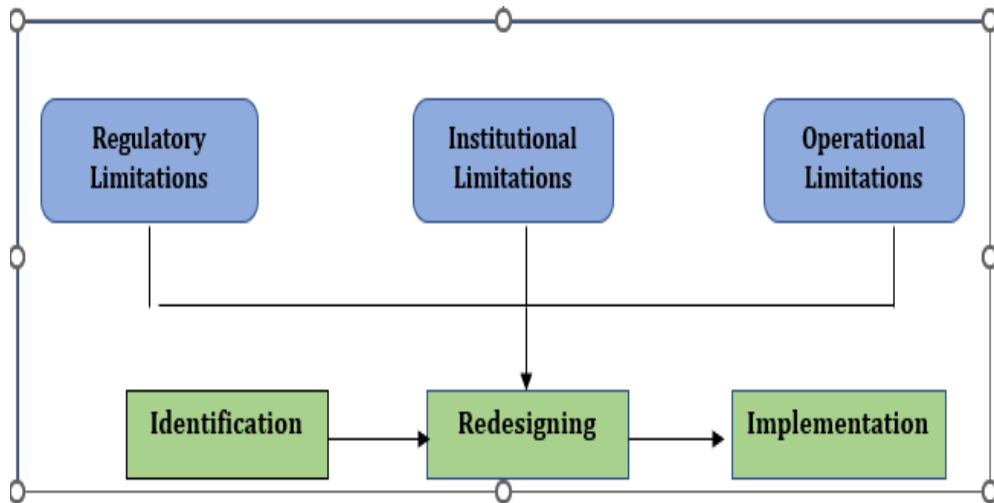 Regulatory
Limitations
Institutional
Limitations
Operational
Limitations
Identification
Redesigning
Implementation